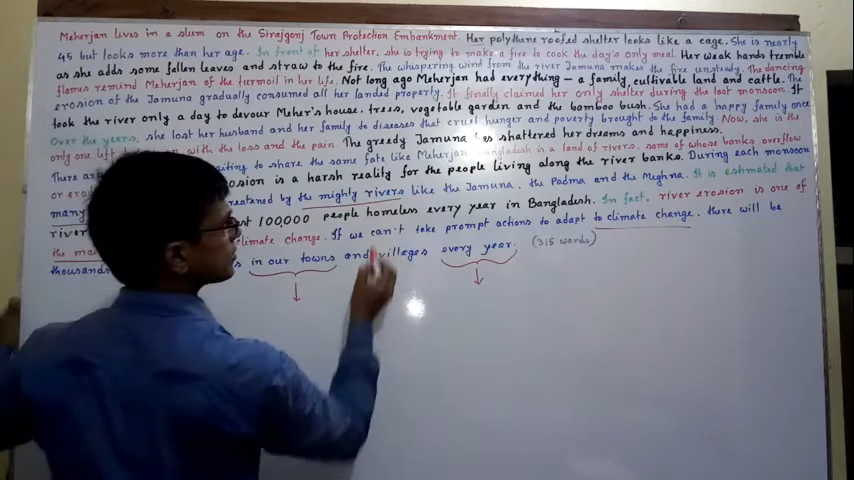 Meherjan lives in a slum on the Sirajgonj Town Protection Embankment. Her polythene roofed shelter looks like a cage. She is nearly
45 but looks more than her age. In front of her shelter, she is trying to make a fire to cook the day's only meal. Her weak hands tremble
as she adds some fallen leaves and straw to the fire. The whispering wind from the river Jamuna makes the fire unsteady. The dancing
flames remind Meherjan of the turmoil in her life. Not long ago Meherjan had everything – a family, cultivable land and cattle. The
erosion of the Jamuna gradually consumed all her landed property. It finally claimed her only shelter during the last monsoon. It
took the river only a day to devour Meher's house, trees, vegetable garden and the bamboo bush. She had a happy family once
Over the years, she lost her husband and her family to diseases that cruel hunger and poverty brought to the family. Now, she is the
only one left with the loss and the pain. The greedy Jamuna has shattered her dreams and happiness.
There are waiting to share the same fate like Meherjan. Bangladesh is a land of rivers. some of whose banks overflow
or erosion is a harsh reality for the people living along the river banks. During each monsoon
many threatened by the mighty rivers like the Jamuna, the Padma and the Meghna. It is estimated that
river 100,000 people homeless every year in Bangladesh. In fact, river erosion is one of
the climate change. If we can't take prompt actions to adapt to climate change, there will be
thousands in our towns and villages every year. (315 words)